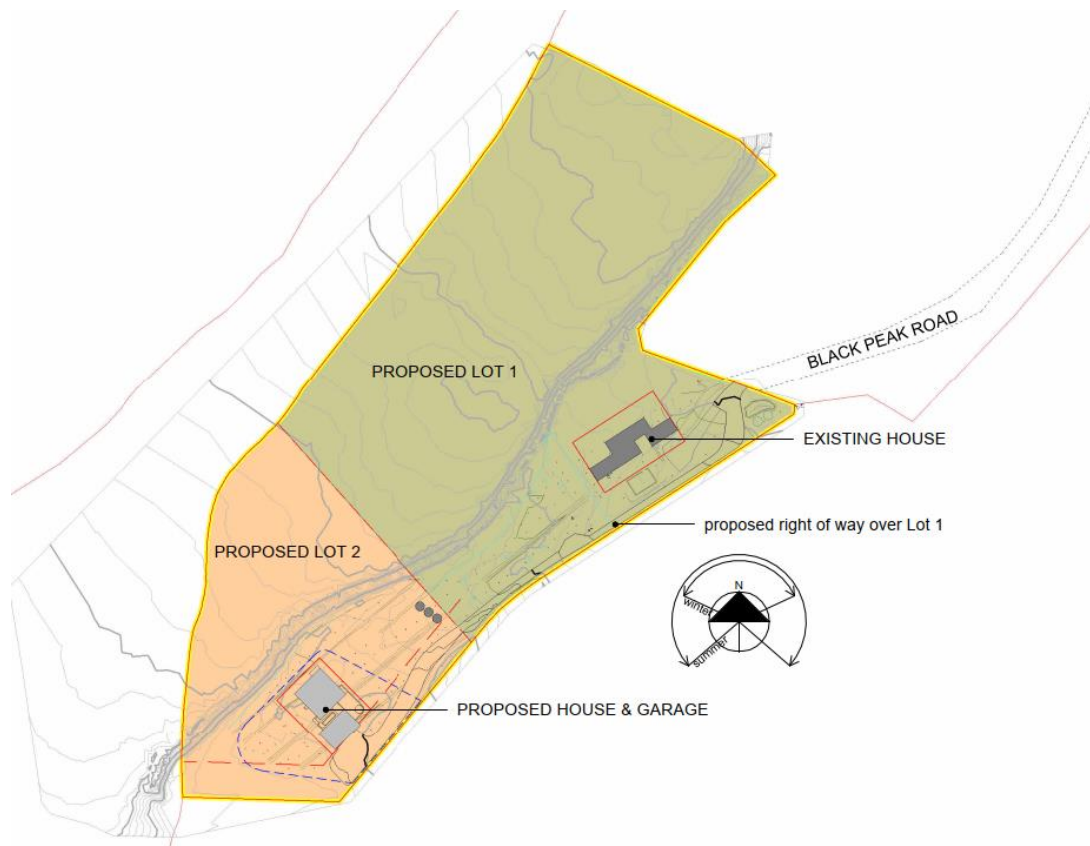 BLACK PEAK ROAD
PROPOSED LOT 1
EXISTING HOUSE
proposed right of way over Lot 1
PROPOSED LOT 2
N
winter
summer
PROPOSED HOUSE & GARAGE